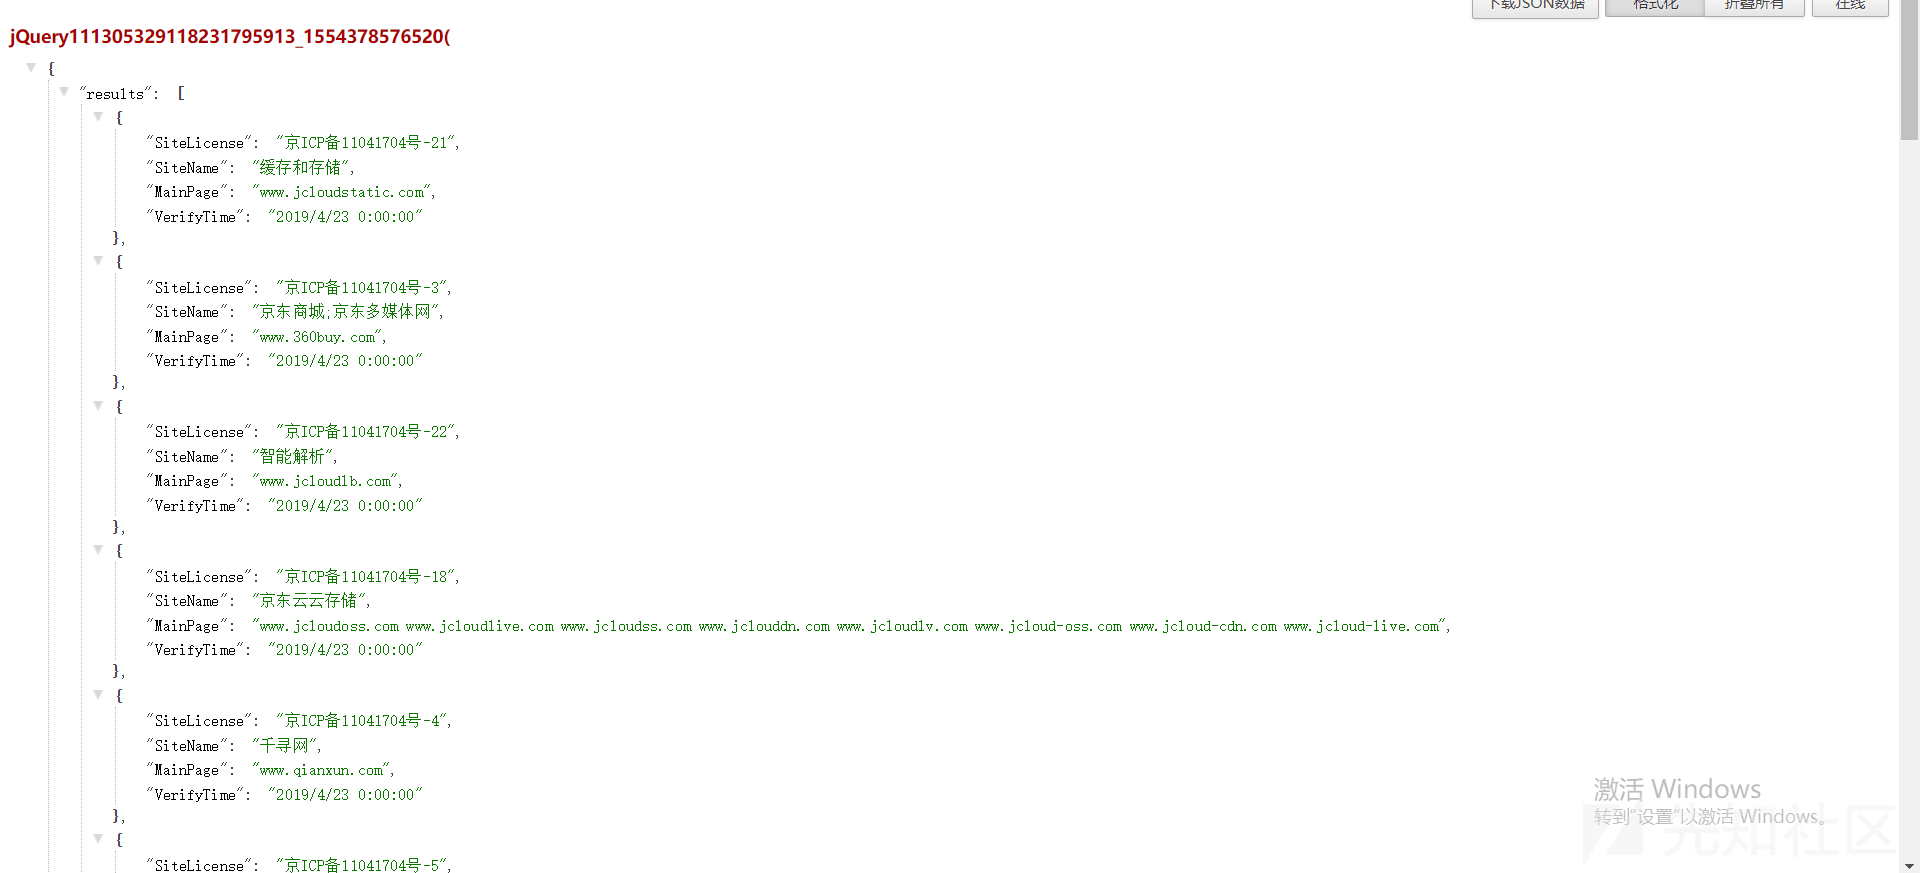 下载JSON数据 格式化 折叠所有 在线
jQuery111305329118231795913_1554378576520(
{
"results": [
{
"SiteLicense": "京ICP备11041704号-21",
"SiteName": "缓存和存储",
"MainPage": "www.jcloudstatic.com",
"VerifyTime": "2019/4/23 0:00:00"
},
{
"SiteLicense": "京ICP备11041704号-3",
"SiteName": "京东商城;京东多媒体网",
"MainPage": "www.360buy.com",
"VerifyTime": "2019/4/23 0:00:00"
},
{
"SiteLicense": "京ICP备11041704号-22",
"SiteName": "智能解析",
"MainPage": "www.jcloudlb.com",
"VerifyTime": "2019/4/23 0:00:00"
},
{
"SiteLicense": "京ICP备11041704号-18",
"SiteName": "京东云云存储",
"MainPage": "www.jcloudoss.com www.jcloudlive.com www.jcloudss.com www.jclouddn.com www.jcloudlv.com www.jcloud-oss.com www.jcloud-cdn.com www.jcloud-live.com",
"VerifyTime": "2019/4/23 0:00:00"
},
{
"SiteLicense": "京ICP备11041704号-4",
"SiteName": "千寻网",
"MainPage": "www.qianxun.com",
"VerifyTime": "2019/4/23 0:00:00"
},
{
"SiteLicense": "京ICP备11041704号-5",
激活 Windows
转到"设置"以激活 Windows。
先知社区